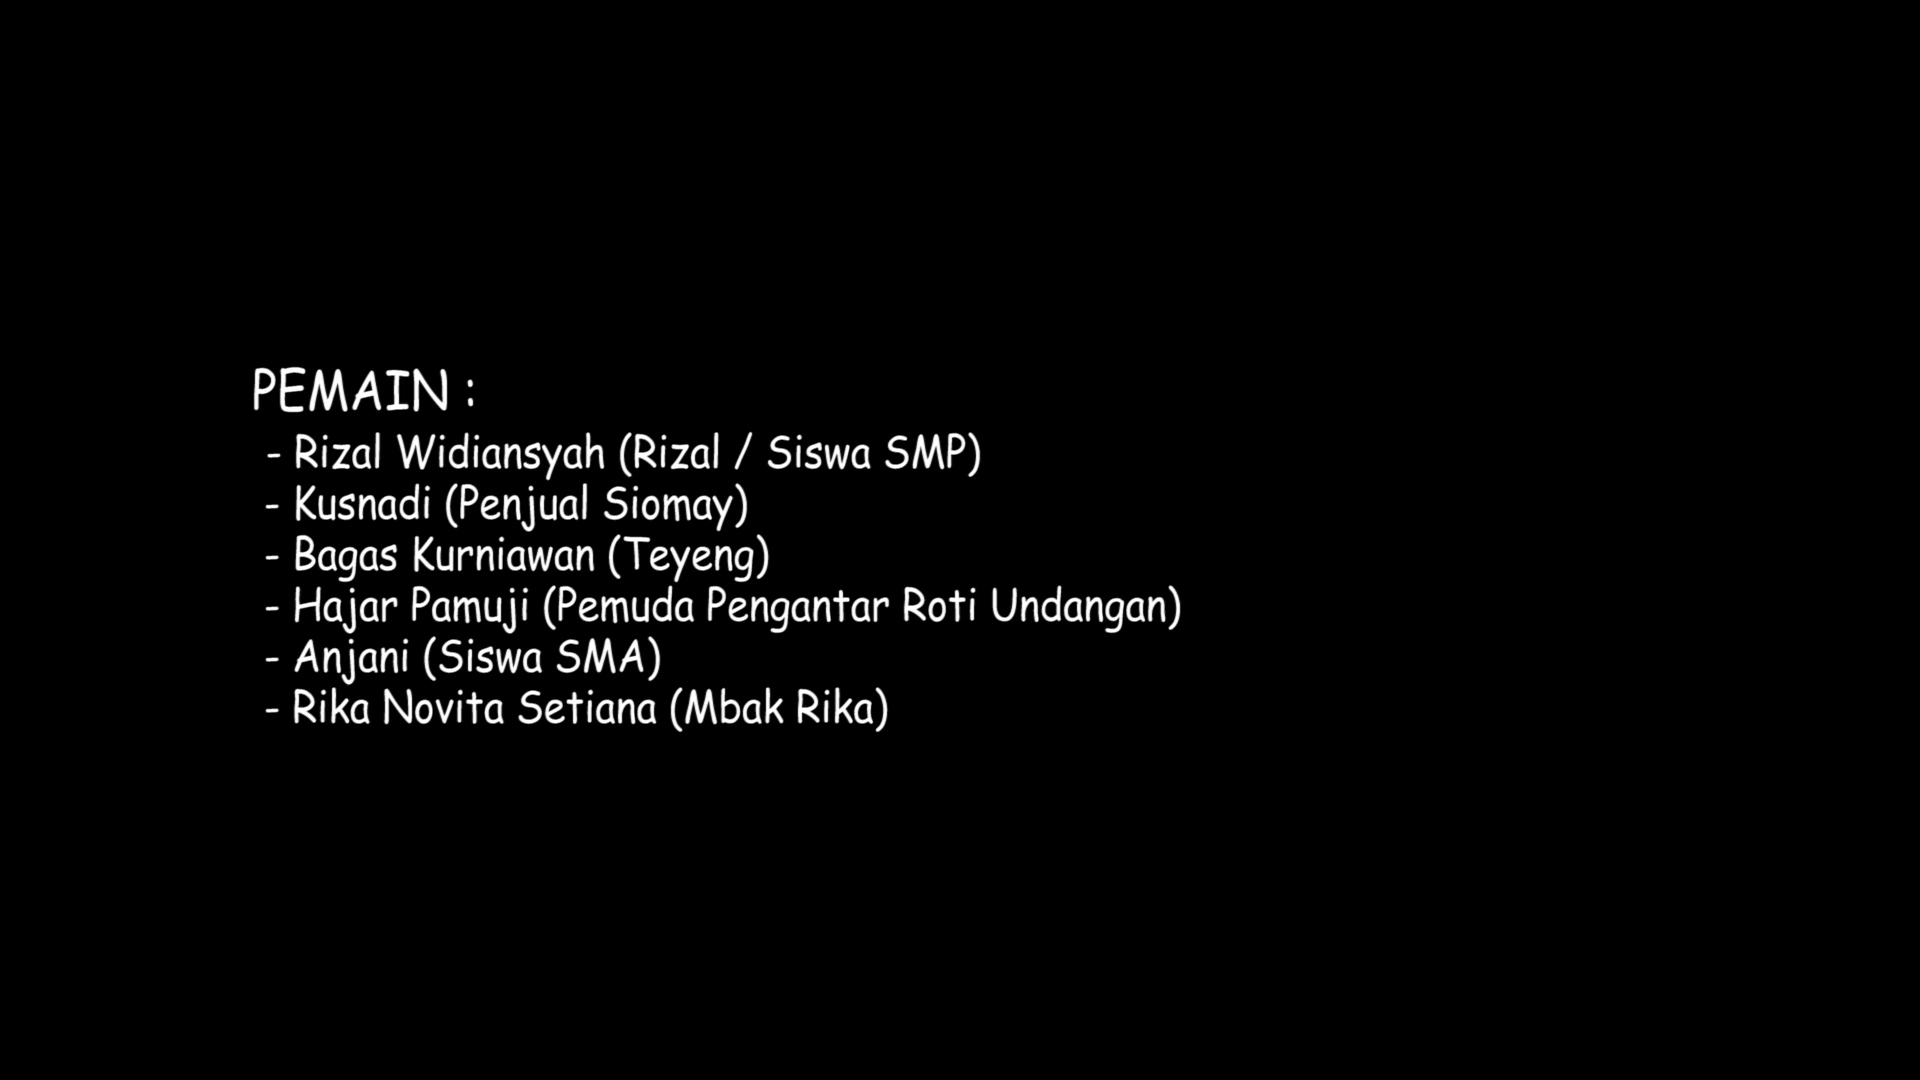 PEMAIN :
- Rizal Widiansyah (Rizal / Siswa SMP)
- Kusnadi (Penjual Siomay)
- Bagas Kurniawan (Teyeng)
- Hajar Pamuji (Pemuda Pengantar Roti Undangan)
- Anjani (Siswa SMA)
- Rika Novita Setiana (Mbak Rika)